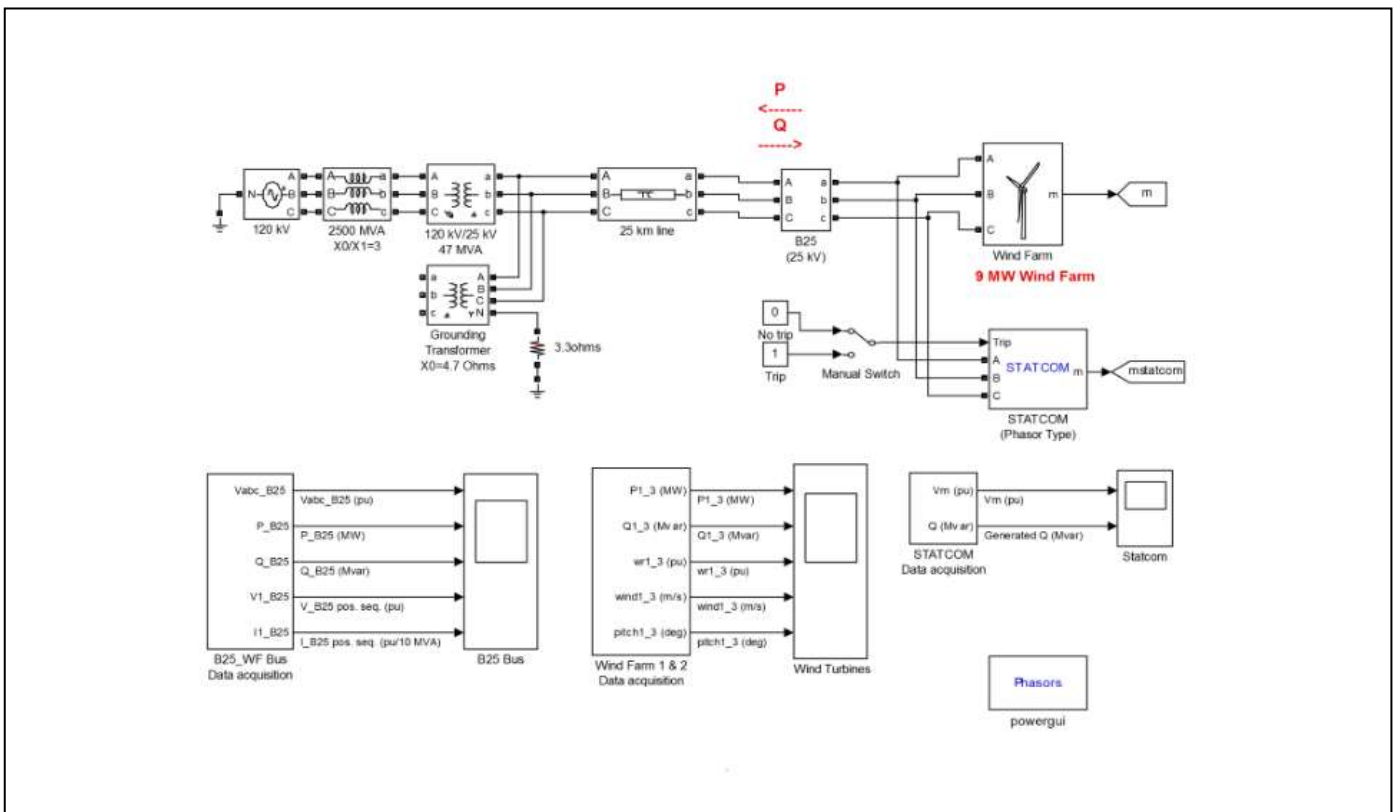 P
<------
Q
------>
N
A
B
C
120 kV
A
B
C
a
b
c
2500 MVA
X0/X1=3
A
B
C
a
b
c
120 kV/25 kV
47 MVA
A
B
C
a
b
c
25 km line
A
B
C
a
b
c
B25
(25 kV)
A
B
C
m
Wind Farm
9 MW Wind Farm
m
a
b
c
A
B
C
N
Grounding
Transformer
X0=4.7 Ohms
3.3ohms
0
No trip
1
Trip
Manual Switch
Trip
A
B
C
STATCOM
m
STATCOM
(Phasor Type)
mstatcom
Vabc_B25
Vabc_B25 (pu)
P_B25
P_B25 (MW)
Q_B25
Q_B25 (Mvar)
V1_B25
V_B25 pos. seq. (pu)
I1_B25
I_B25 pos. seq. (pu/10 MVA)
B25_WF Bus
Data acquisition
B25 Bus
P1_3 (MW)
P1_3 (MW)
Q1_3 (Mvar)
Q1_3 (Mvar)
wr1_3 (pu)
wr1_3 (pu)
wind1_3 (m/s)
wind1_3 (m/s)
pitch1_3 (deg)
pitch1_3 (deg)
Wind Farm 1 & 2
Data acquisition
Wind Turbines
Vm (pu)
Vm (pu)
Q (Mvar)
Generated Q (Mvar)
STATCOM
Data acquisition
Statcom
Phasors
powergui